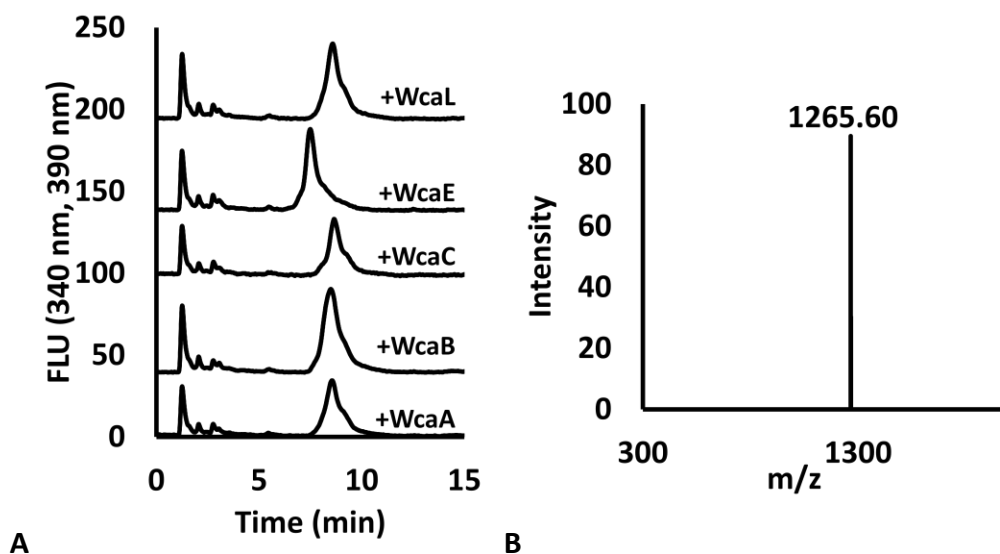 250
200
150
100
50
0
FLU (340 nm, 390 nm)
+WcaL
+WcaE
+WcaC
+WcaB
+WcaA
0 5 10 15
Time (min)
A
100
80
60
40
20
0
Intensity
1265.60
300 1300
m/z
B